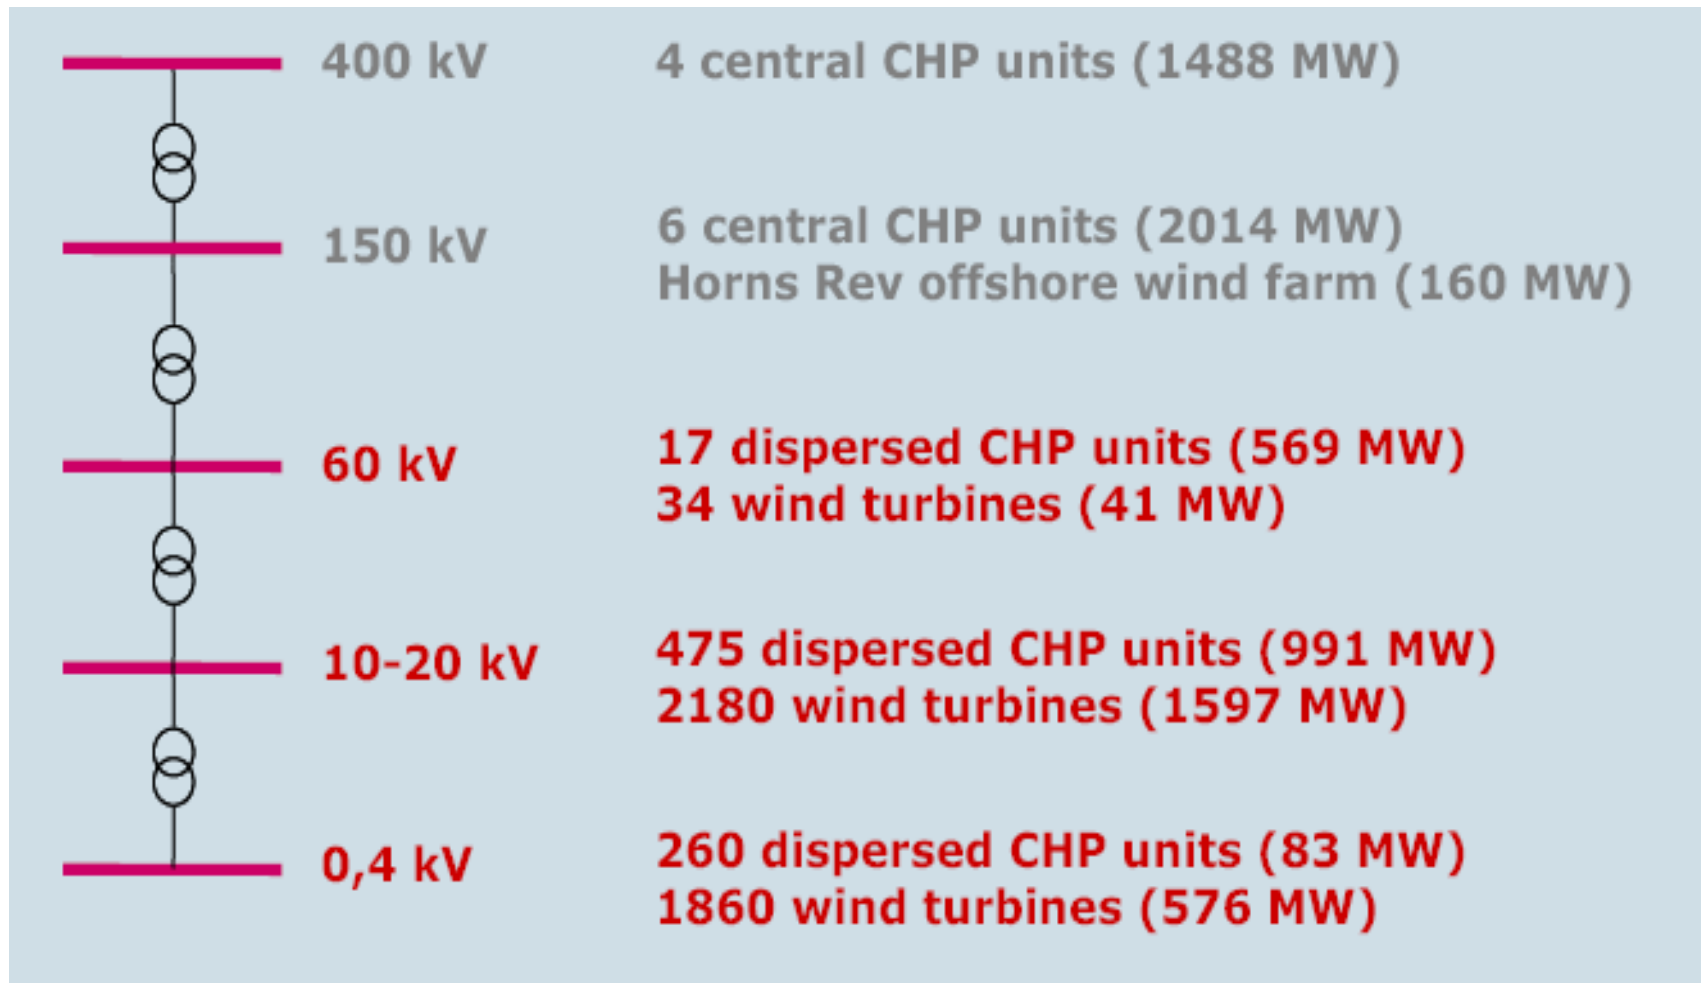 400 kV 4 central CHP units (1488 MW)
150 kV 6 central CHP units (2014 MW)
Horns Rev offshore wind farm (160 MW)
60 kV 17 dispersed CHP units (569 MW)
34 wind turbines (41 MW)
10-20 kV 475 dispersed CHP units (991 MW)
2180 wind turbines (1597 MW)
0,4 kV 260 dispersed CHP units (83 MW)
1860 wind turbines (576 MW)